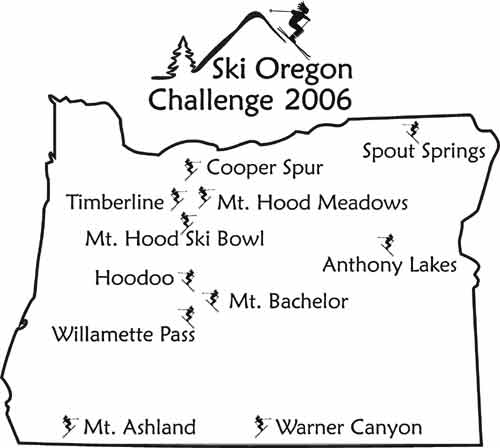 Ski Oregon
Challenge 2006
Spout Springs
Cooper Spur
Timberline
Mt. Hood Meadows
Mt. Hood Ski Bowl
Anthony Lakes
Hoodoo
Mt. Bachelor
Willamette Pass
Mt. Ashland
Warner Canyon